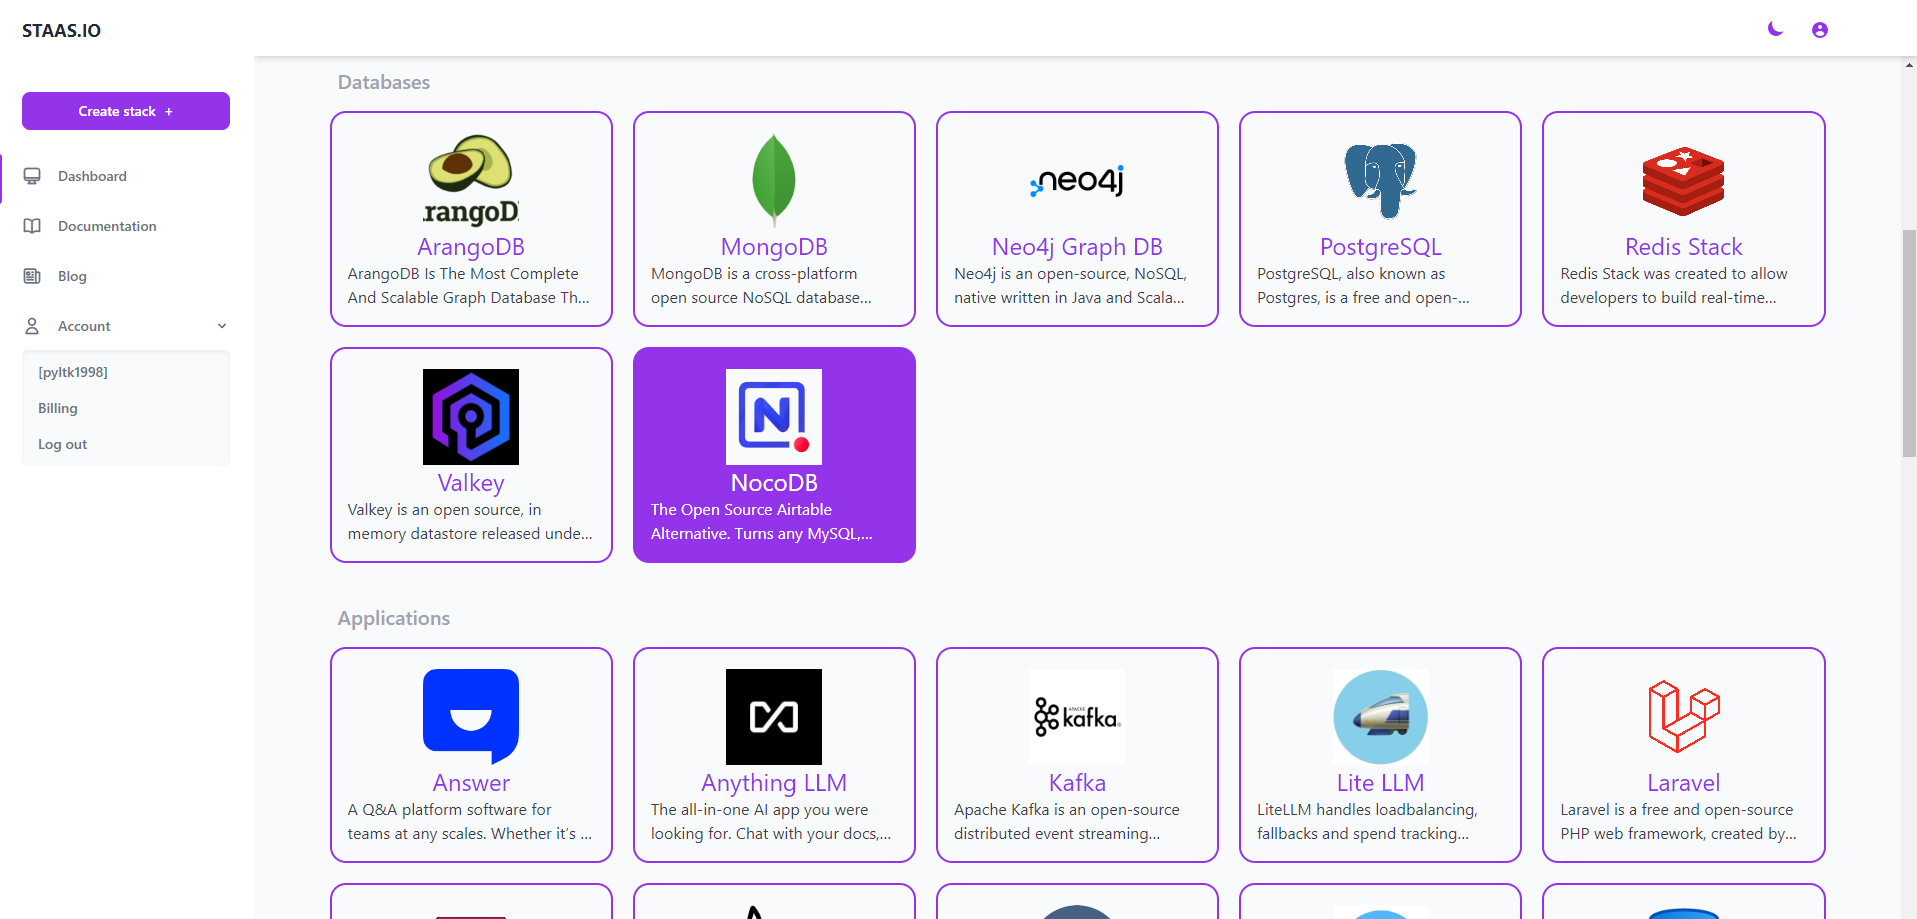 STAAS.IO
Create stack +
Dashboard
Documentation
Blog
Account
[pyltk1998]
Billing
Log out
Databases
rangoD
ArangoDB
ArangoDB Is The Most Complete
And Scalable Graph Database Th...
MongoDB
MongoDB is a cross-platform
open source NoSQL database...
neo4j
Neo4j Graph DB
Neo4j is an open-source, NoSQL,
native written in Java and Scala...
PostgreSQL
PostgreSQL, also known as
Postgres, is a free and open-...
Redis Stack
Redis Stack was created to allow
developers to build real-time...
Valkey
Valkey is an open source, in
memory datastore released unde...
N
NocoDB
The Open Source Airtable
Alternative. Turns any MySQL,...
Applications
Answer
A Q&A platform software for
teams at any scales. Whether it’s ...
Anything LLM
The all-in-one AI app you were
looking for. Chat with your docs,...
APACHE
kafka
Kafka
Apache Kafka is an open-source
distributed event streaming...
Lite LLM
LiteLLM handles loadbalancing,
fallbacks and spend tracking...
Laravel
Laravel is a free and open-source
PHP web framework, created by...